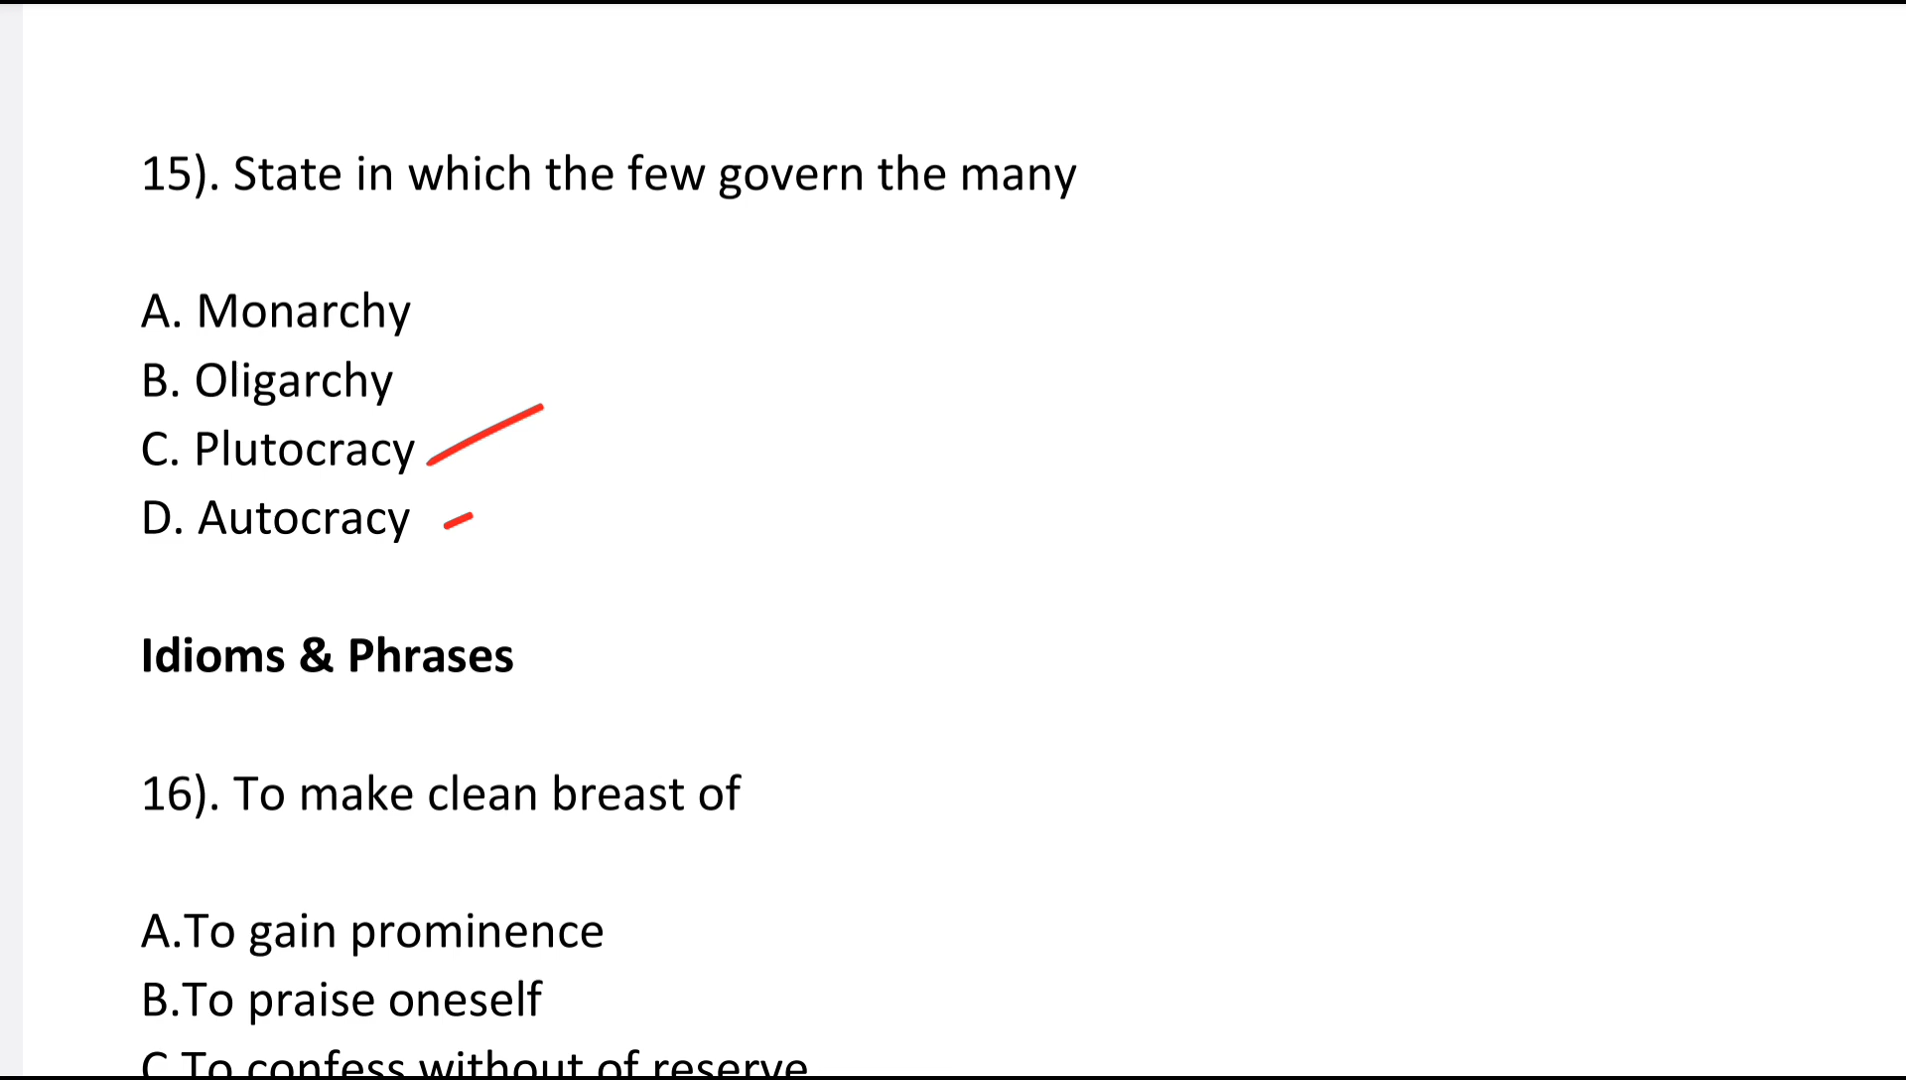 15). State in which the few govern the many
A. Monarchy
B. Oligarchy
C. Plutocracy
D. Autocracy
Idioms & Phrases
16). To make clean breast of
A.To gain prominence
B.To praise oneself
C To confess without of reserve